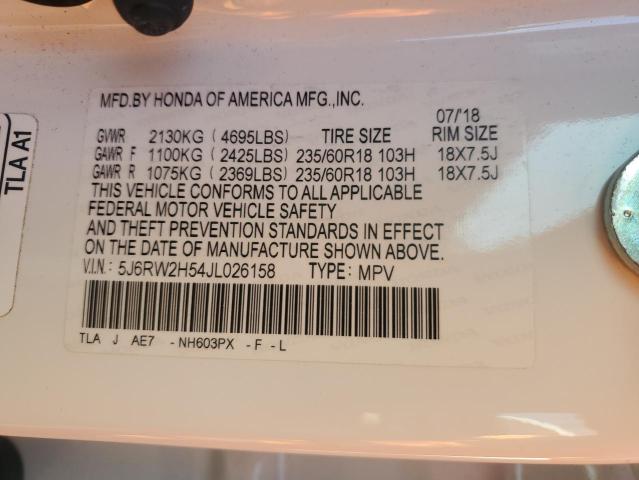 MFD.BY HONDA OF AMERICA MFG.,INC.
07/'18
GVWR 2130KG ( 4695LBS) TIRE SIZE RIM SIZE
GAWR F 1100KG ( 2425LBS) 235/60R18 103H 18X7.5J
GAWR R 1075KG ( 2369LBS) 235/60R18 103H 18X7.5J
THIS VEHICLE CONFORMS TO ALL APPLICABLE
FEDERAL MOTOR VEHICLE SAFETY
AND THEFT PREVENTION STANDARDS IN EFFECT
ON THE DATE OF MANUFACTURE SHOWN ABOVE.
V.I.N.: 5J6RW2H54JL026158 TYPE: MPV
TLA J AE7 - NH603PX - F - L
TLA A1